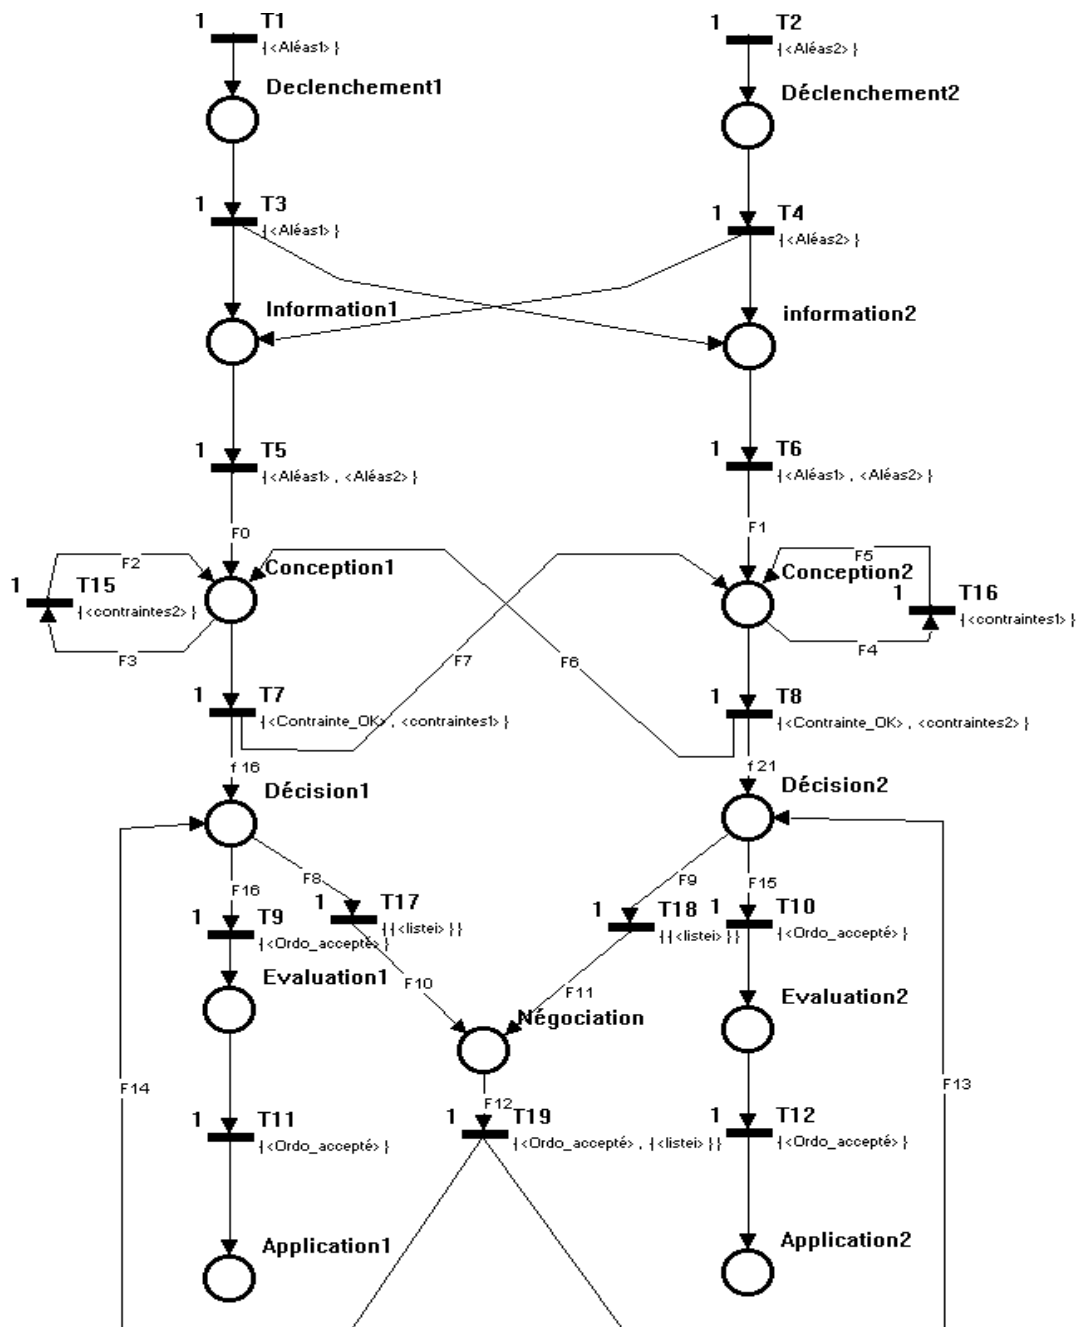 1 T1 1 T2
{<Aléas1>} {<Aléas2>}
Declenchement1 Déclenchement2
1 T3 1 T4
{<Aléas1>} {<Aléas2>}
Information1 information2
1 T5 1 T6
{<Aléas1> , <Aléas2>} {<Aléas1> , <Aléas2>}
F0 F1
F2 Conception1 F5 Conception2
1 T15 1 T16
{<contraintes2>} {<contraintes1>}
F3 F7 F6 F4
1 T7 1 T8
{<Contrainte_OK> , <contraintes1>} {<Contrainte_OK> , <contraintes2>}
f16 f21
Décision1 Décision2
F16 F8 F9 F15
1 T9 1 T17 1 T18 1 T10
{<Ordo_accepté>} {{<listei>}} {{<listei>}} {<Ordo_accepté>}
Evaluation1 F10 F11 Evaluation2
Négociation
F14 F12 F13
1 T11 1 T19 1 T12
{<Ordo_accepté>} {<Ordo_accepté> , {<listei>}} {<Ordo_accepté>}
Application1 Application2